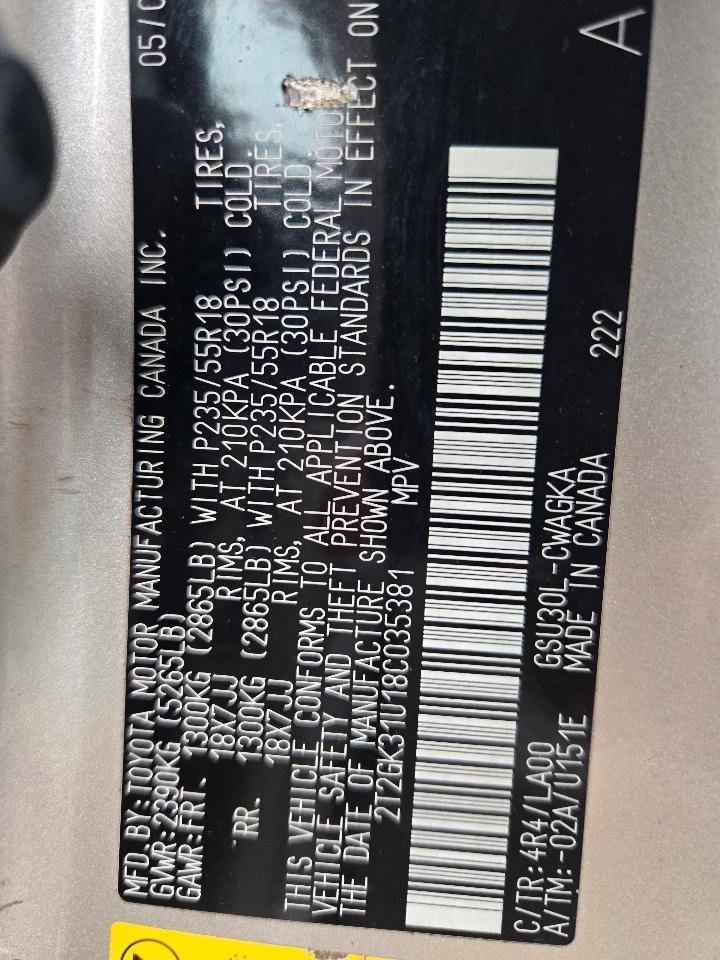 MFD.BY:TOYOTA MOTOR MANUFACTURING CANADA INC. 05/0
GVWR:2390KG (5265LB)
GAWR:FRT. 1300KG (2865LB) WITH P235/55R18 TIRES,
18X7JJ RIMS, AT 210KPA (30PSI) COLD
RR. 1300KG (2865LB) WITH P235/55R18 TIRES,
18X7JJ RIMS, AT 210KPA (30PSI) COLD.
THIS VEHICLE CONFORMS TO ALL APPLICABLE FEDERAL MOTOR
VEHICLE SAFETY AND THEFT PREVENTION STANDARDS IN EFFECT ON
THE DATE OF MANUFACTURE SHOWN ABOVE.
2T2GK31U18C035381 MPV
C/TR:4R4/LA00 GSU30L-CWAGKA 222 A
A/TM:-02A/U151E MADE IN CANADA